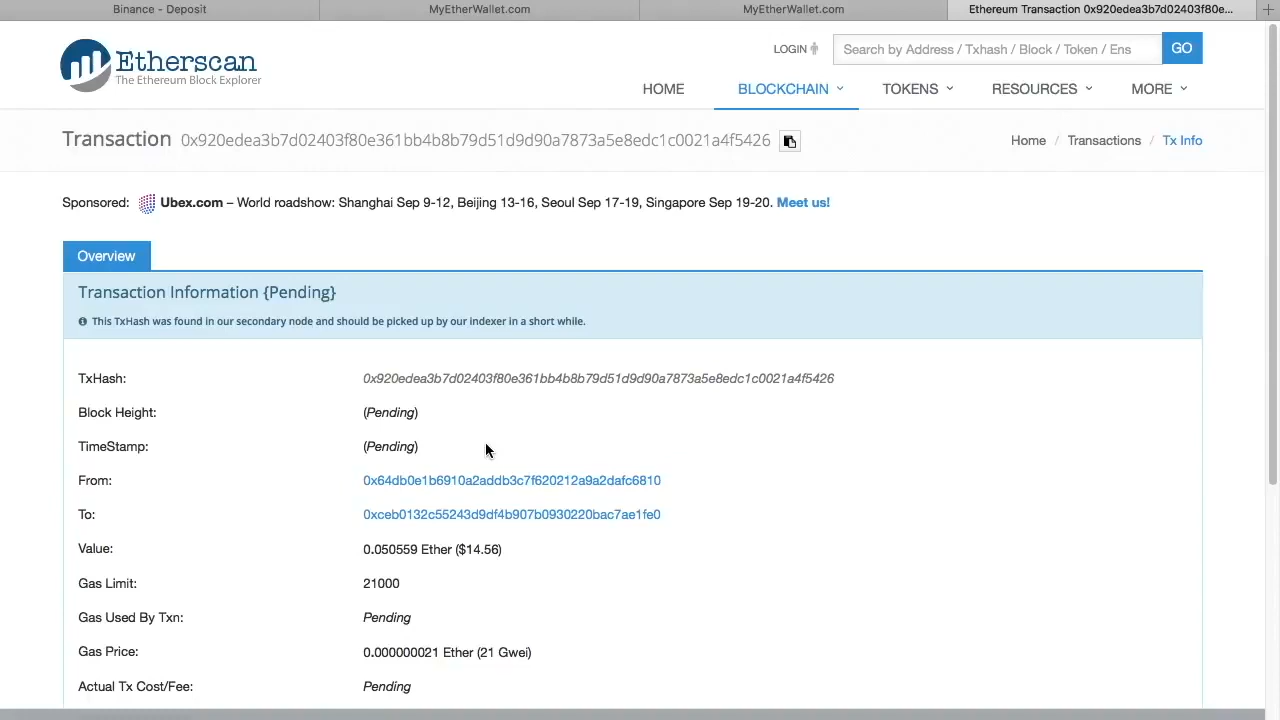 Binance - Deposit
MyEtherWallet.com
MyEtherWallet.com
Ethereum Transaction 0x920edea3b7d02403f80e...
Etherscan
The Ethereum Block Explorer
LOGIN
Search by Address / Txhash / Block / Token / Ens
GO
HOME
BLOCKCHAIN
TOKENS
RESOURCES
MORE
Transaction 0x920edea3b7d02403f80e361bb4b8b79d51d9d90a7873a5e8edc1c0021a4f5426
Home / Transactions / Tx Info
Sponsored: Ubex.com – World roadshow: Shanghai Sep 9-12, Beijing 13-16, Seoul Sep 17-19, Singapore Sep 19-20. Meet us!
Overview
Transaction Information {Pending}
This TxHash was found in our secondary node and should be picked up by our indexer in a short while.
TxHash: 0x920edea3b7d02403f80e361bb4b8b79d51d9d90a7873a5e8edc1c0021a4f5426
Block Height: (Pending)
TimeStamp: (Pending)
From: 0x64db0e1b6910a2addb3c7f620212a9a2dafc6810
To: 0xceb0132c55243d9df4b907b0930220bac7ae1fe0
Value: 0.050559 Ether ($14.56)
Gas Limit: 21000
Gas Used By Txn: Pending
Gas Price: 0.000000021 Ether (21 Gwei)
Actual Tx Cost/Fee: Pending